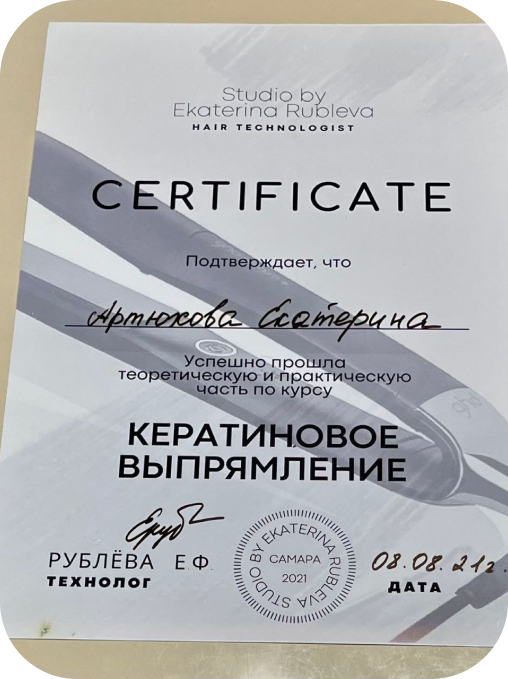 Studio by
Ekaterina Rubleva
HAIR TECHNOLOGIST
CERTIFICATE
Подтверждает, что
Артюкова Екатерина
Успешно прошла
теоретическую и практическую
часть по курсу
ghd
КЕРАТИНОВОЕ
ВЫПРЯМЛЕНИЕ
РУБЛЁВА Е.Ф.
ТЕХНОЛОГ
STUDIO BY EKATERINA RUBLEVA
САМАРА
2021
08.08.21г.
ДАТА